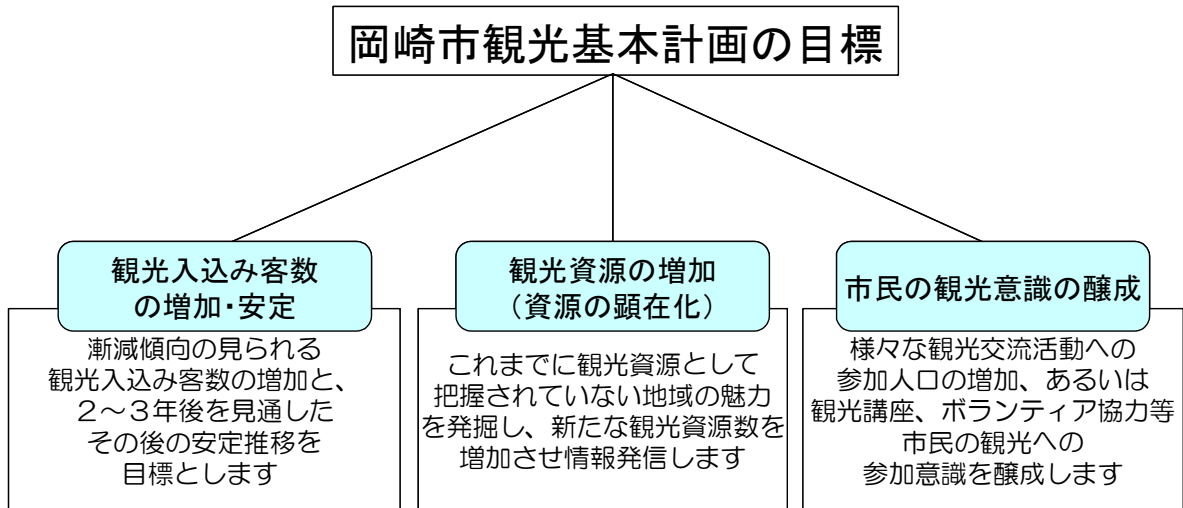 岡崎市観光基本計画の目標
観光入込み客数
の増加・安定
漸減傾向の見られる
観光入込み客数の増加と、
２～３年後を見通した
その後の安定推移を
目標とします
観光資源の増加
（資源の顕在化）
これまでに観光資源として
把握されていない地域の魅力
を発掘し、新たな観光資源数を
増加させ情報発信します
市民の観光意識の醸成
様々な観光交流活動への
参加人口の増加、あるいは
観光講座、ボランティア協力等
市民の観光への
参加意識を醸成します